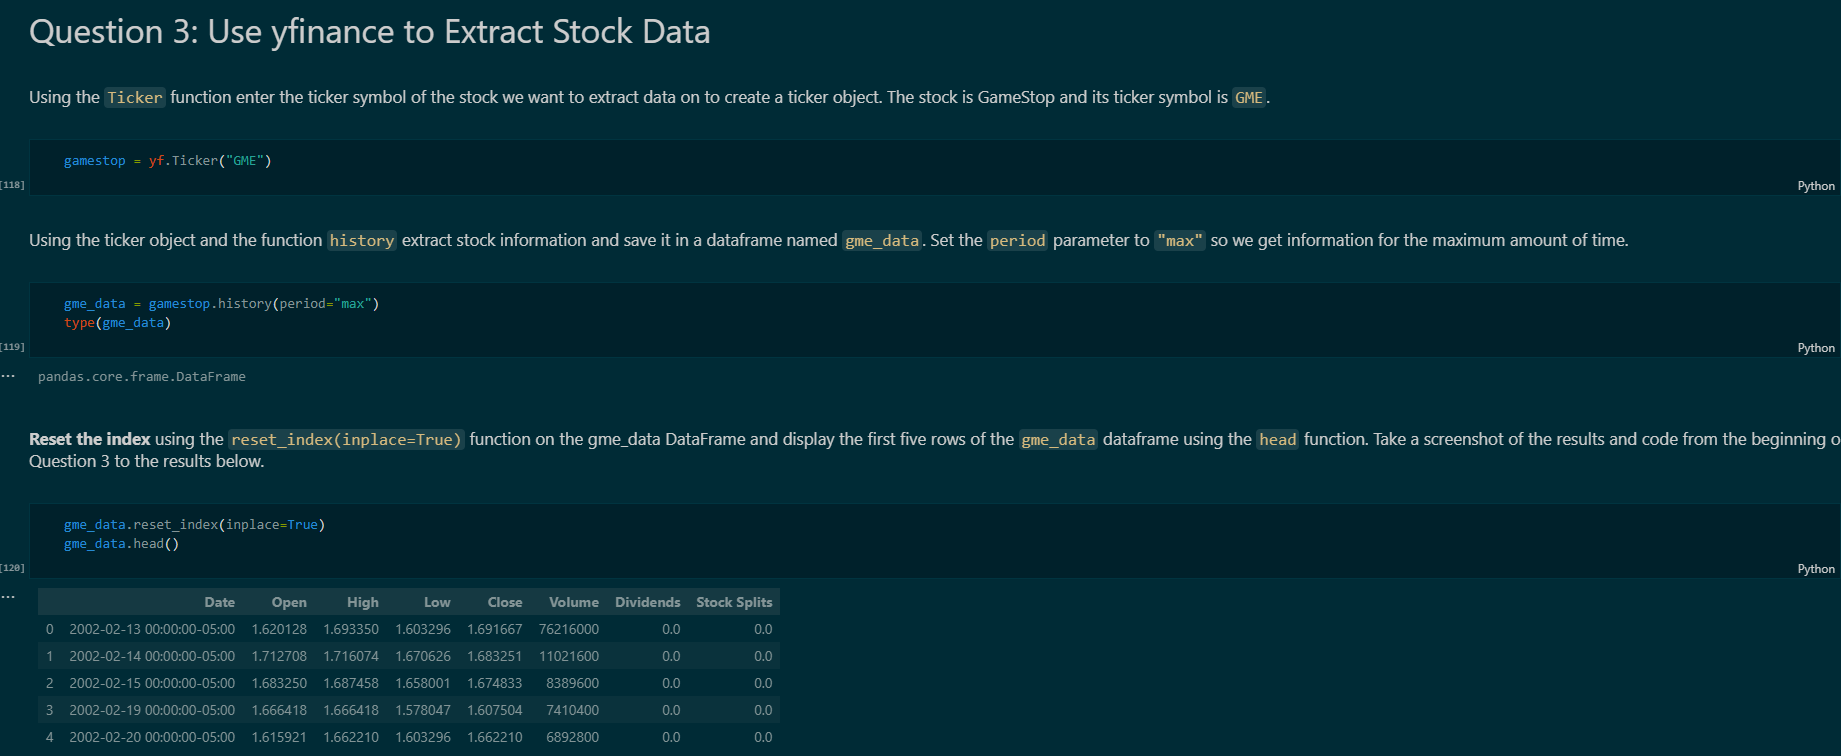 Question 3: Use yfinance to Extract Stock Data
Using the Ticker function enter the ticker symbol of the stock we want to extract data on to create a ticker object. The stock is GameStop and its ticker symbol is GME.
gamestop = yf.Ticker("GME")
[118]
Python
Using the ticker object and the function history extract stock information and save it in a dataframe named gme_data. Set the period parameter to "max" so we get information for the maximum amount of time.
gme_data = gamestop.history(period="max")
type(gme_data)
[119]
Python
... pandas.core.frame.DataFrame
Reset the index using the reset_index(inplace=True) function on the gme_data DataFrame and display the first five rows of the gme_data dataframe using the head function. Take a screenshot of the results and code from the beginning o
Question 3 to the results below.
gme_data.reset_index(inplace=True)
gme_data.head()
[120]
Python
...
Date Open High Low Close Volume Dividends Stock Splits
0 2002-02-13 00:00:00-05:00 1.620128 1.693350 1.603296 1.691667 76216000 0.0 0.0
1 2002-02-14 00:00:00-05:00 1.712708 1.716074 1.670626 1.683251 11021600 0.0 0.0
2 2002-02-15 00:00:00-05:00 1.683250 1.687458 1.658001 1.674833 8389600 0.0 0.0
3 2002-02-19 00:00:00-05:00 1.666418 1.666418 1.578047 1.607504 7410400 0.0 0.0
4 2002-02-20 00:00:00-05:00 1.615921 1.662210 1.603296 1.662210 6892800 0.0 0.0